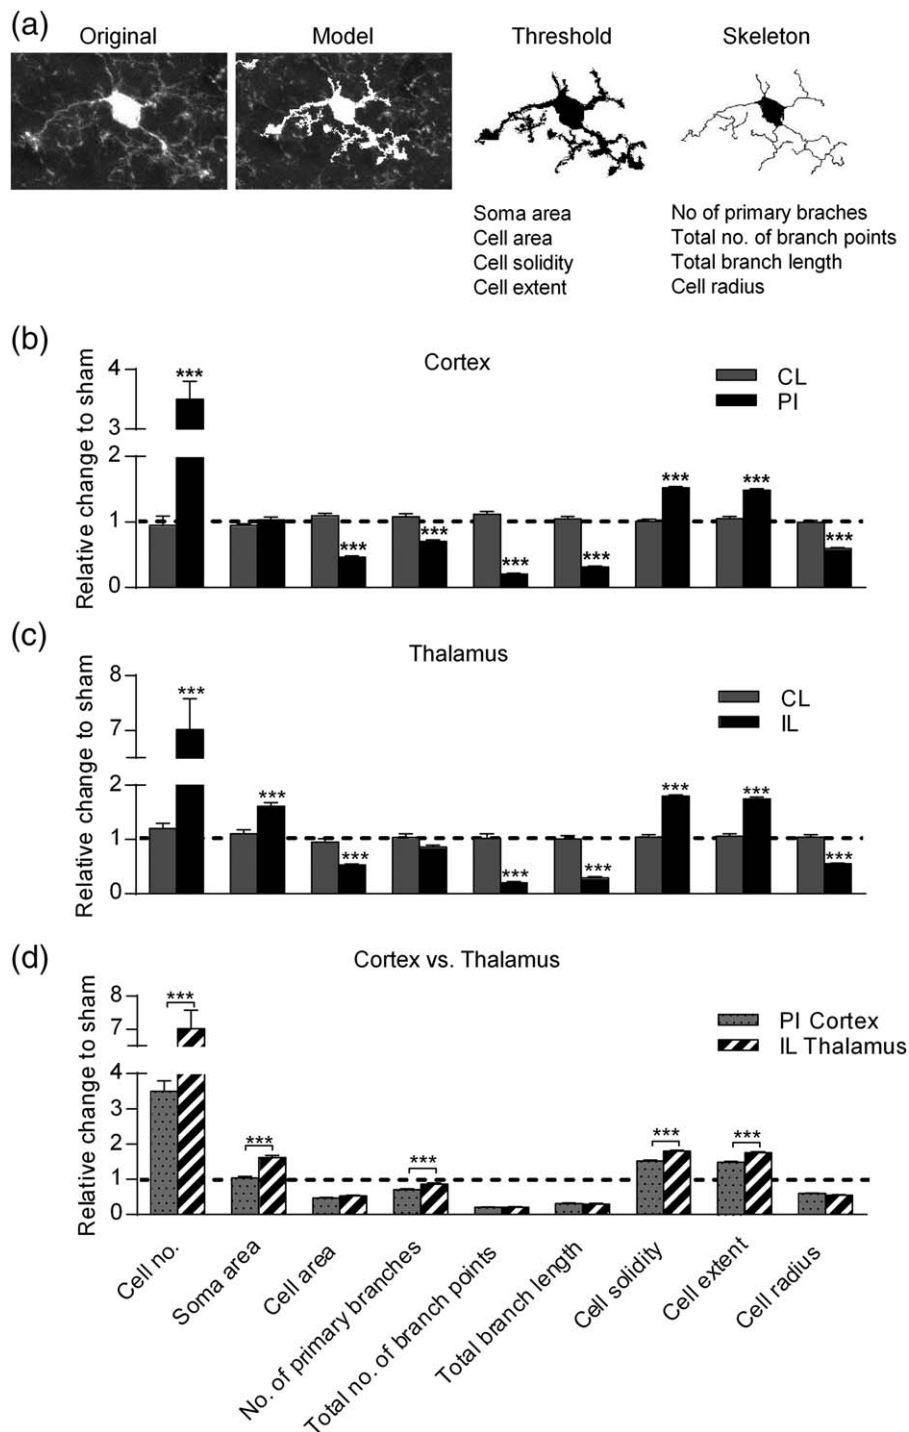 (a)
Original Model Threshold Skeleton
Soma area
Cell area
Cell solidity
Cell extent
No of primary braches
Total no. of branch points
Total branch length
Cell radius
(b)
Cortex
Relative change to sham
4
3
2
1
0
CL
PI
***
***
***
***
***
***
***
***
(c)
Thalamus
Relative change to sham
8
7
2
1
0
CL
IL
***
***
***
***
***
***
***
***
(d)
Cortex vs. Thalamus
Relative change to sham
8
7
4
3
2
1
0
PI Cortex
IL Thalamus
***
***
***
***
***
Cell no.
Soma area
Cell area
No. of primary branches
Total no. of branch points
Total branch length
Cell solidity
Cell extent
Cell radius